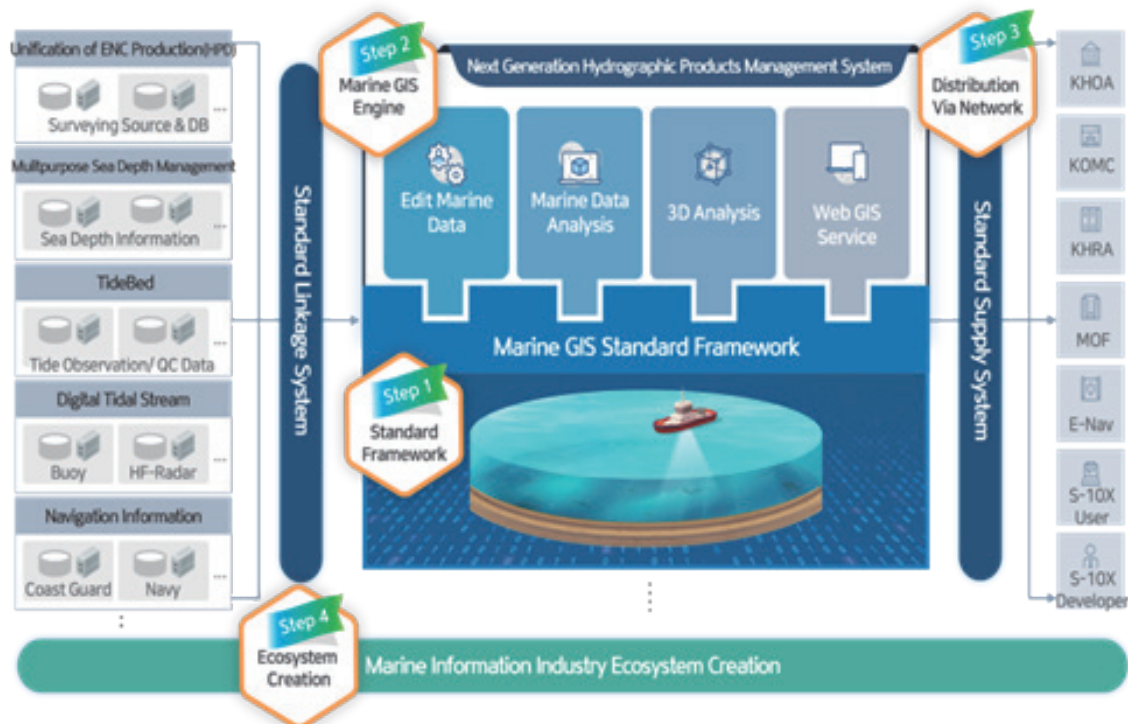 Unification of ENC Production(HPD)
Surveying Source & DB
...
Multpurpose Sea Depth Management
Sea Depth Information
...
TideBed
Tide Observation/ QC Data
...
Digital Tidal Stream
Buoy
HF-Radar
...
Navigation Information
Coast Guard
Navy
...
Standard Linkage System
Step 2
Marine GIS
Engine
Next Generation Hydrographic Products Management System
Edit Marine
Data
Marine Data
Analysis
3D Analysis
Web GIS
Service
Marine GIS Standard Framework
Step 1
Standard
Framework
Step 3
Distribution
Via Network
Standard Supply System
KHOA
KOMC
KHRA
MOF
E-Nav
S-10X
User
S-10X
Developer
Step 4
Ecosystem
Creation
Marine Information Industry Ecosystem Creation